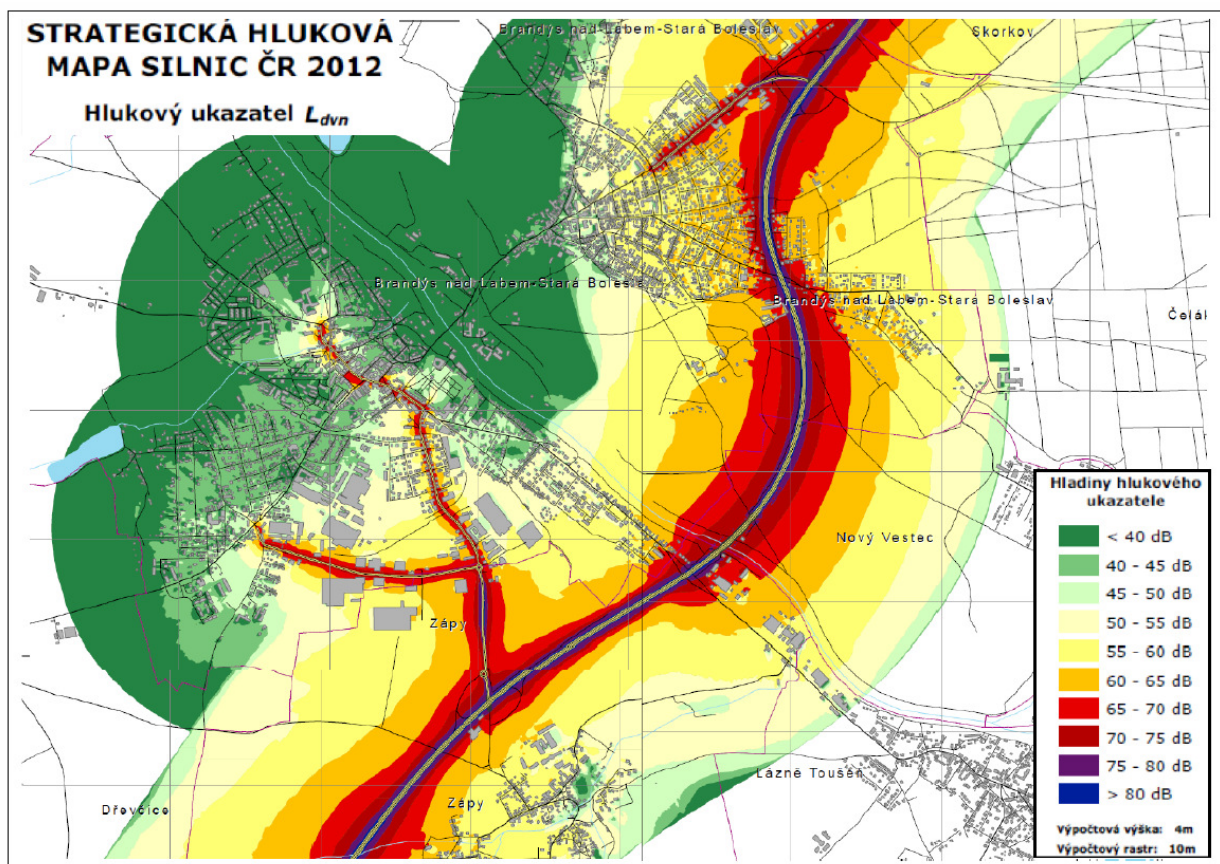 STRATEGICKÁ HLUKOVÁ
MAPA SILNIC ČR 2012
Hlukový ukazatel Ldvn
Brandýs nad Labem-Stará Boleslav
Skorkov
Brandýs nad Labem-Stará Bolesla
Brandýs nad Labem-Stará Boleslav
Čelák
Nový Vestec
Zápy
Lázně Toušeň
Dřevčice
Zápy
Hladiny hlukového
ukazatele
< 40 dB
40 - 45 dB
45 - 50 dB
50 - 55 dB
55 - 60 dB
60 - 65 dB
65 - 70 dB
70 - 75 dB
75 - 80 dB
> 80 dB
Výpočtová výška: 4m
Výpočtový rastr: 10m